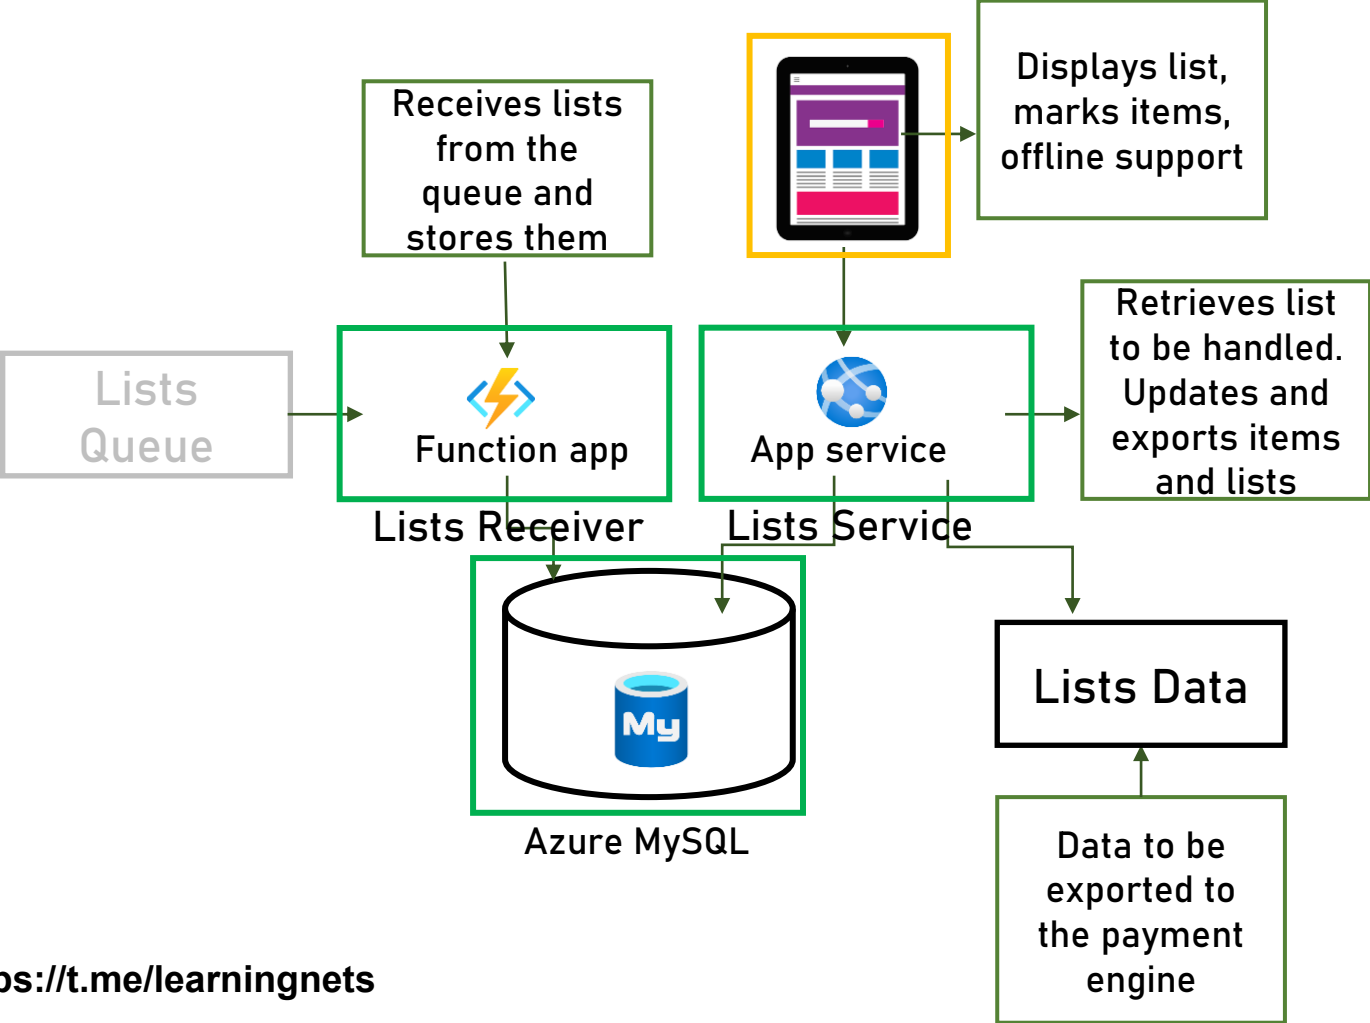 Displays list,
marks items,
offline support
Receives lists
from the
queue and
stores them
Retrieves list
to be handled.
Updates and
exports items
and lists
Lists
Queue
Function app
App service
Lists Receiver
Lists Service
My
Azure MySQL
Lists Data
Data to be
exported to
the payment
engine
ps://t.me/learningnets